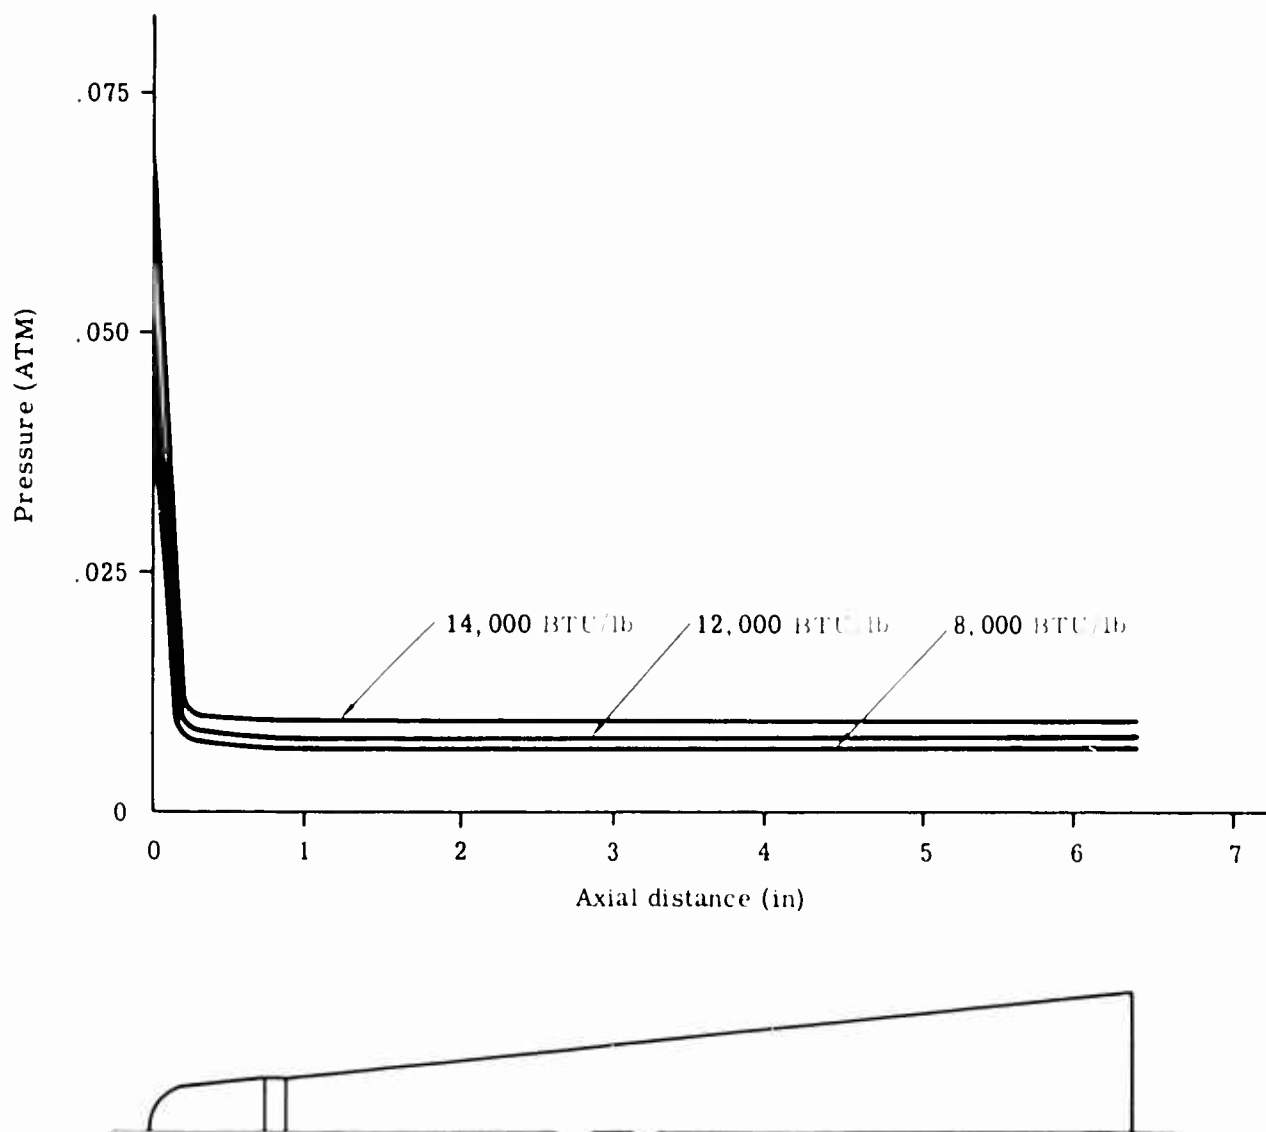 .075
.050
.025
0
Pressure (ATM)
14,000 BTU/lb
12,000 BTU/lb
8,000 BTU/lb
0 1 2 3 4 5 6 7
Axial distance (in)